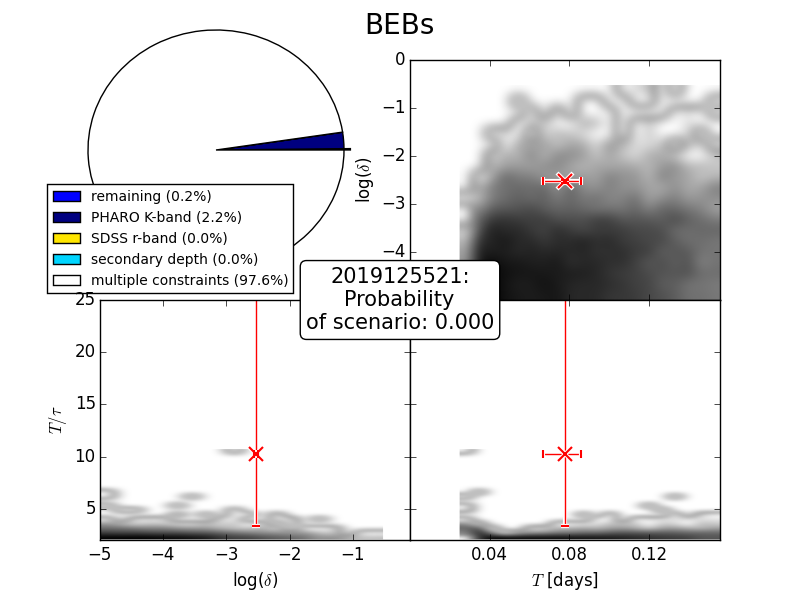 BEBs
0
−1
−2
−3
−4
log(δ)
remaining (0.2%)
PHARO K-band (2.2%)
SDSS r-band (0.0%)
secondary depth (0.0%)
multiple constraints (97.6%)
2019125521:
Probability
of scenario: 0.000
25
20
15
10
5
T/τ
−5 −4 −3 −2 −1
log(δ)
0.04 0.08 0.12
T [days]